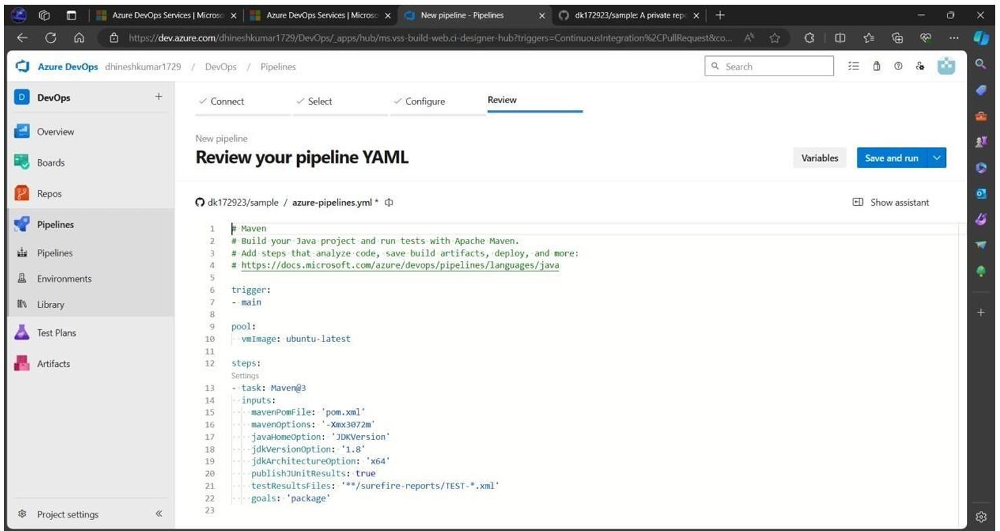 Azure DevOps Services | Microso
Azure DevOps Services | Microso
New pipeline - Pipelines
dk172923/sample: A private repo
https://dev.azure.com/dhineshkumar1729/DevOps/_apps/hub/ms.vss-build-web.ci-designer-hub?triggers=ContinuousIntegration%2CPullRequest&co...
Azure DevOps dhineshkumar1729 / DevOps / Pipelines
Search
D DevOps +
Overview
Boards
Repos
Pipelines
Pipelines
Environments
Library
Test Plans
Artifacts
Project settings
Connect
Select
Configure
Review
New pipeline
Review your pipeline YAML
Variables
Save and run
dk172923/sample / azure-pipelines.yml *
Show assistant
1 # Maven
2 # Build your Java project and run tests with Apache Maven.
3 # Add steps that analyze code, save build artifacts, deploy, and more:
4 # https://docs.microsoft.com/azure/devops/pipelines/languages/java
5
6 trigger:
7 - main
8
9 pool:
10 vmImage: ubuntu-latest
11
12 steps:
Settings
13 - task: Maven@3
14 inputs:
15 mavenPomFile: 'pom.xml'
16 mavenOptions: '-Xmx3072m'
17 javaHomeOption: 'JDKVersion'
18 jdkVersionOption: '1.8'
19 jdkArchitectureOption: 'x64'
20 publishJUnitResults: true
21 testResultsFiles: '**/surefire-reports/TEST-*.xml'
22 goals: 'package'
23